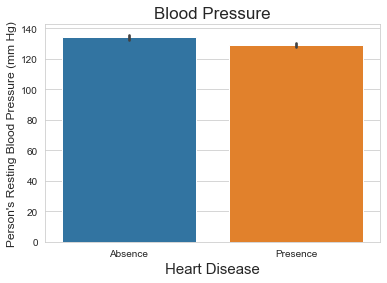 Blood Pressure
Person's Resting Blood Pressure (mm Hg)
140
120
100
80
60
40
20
0
Absence
Presence
Heart Disease